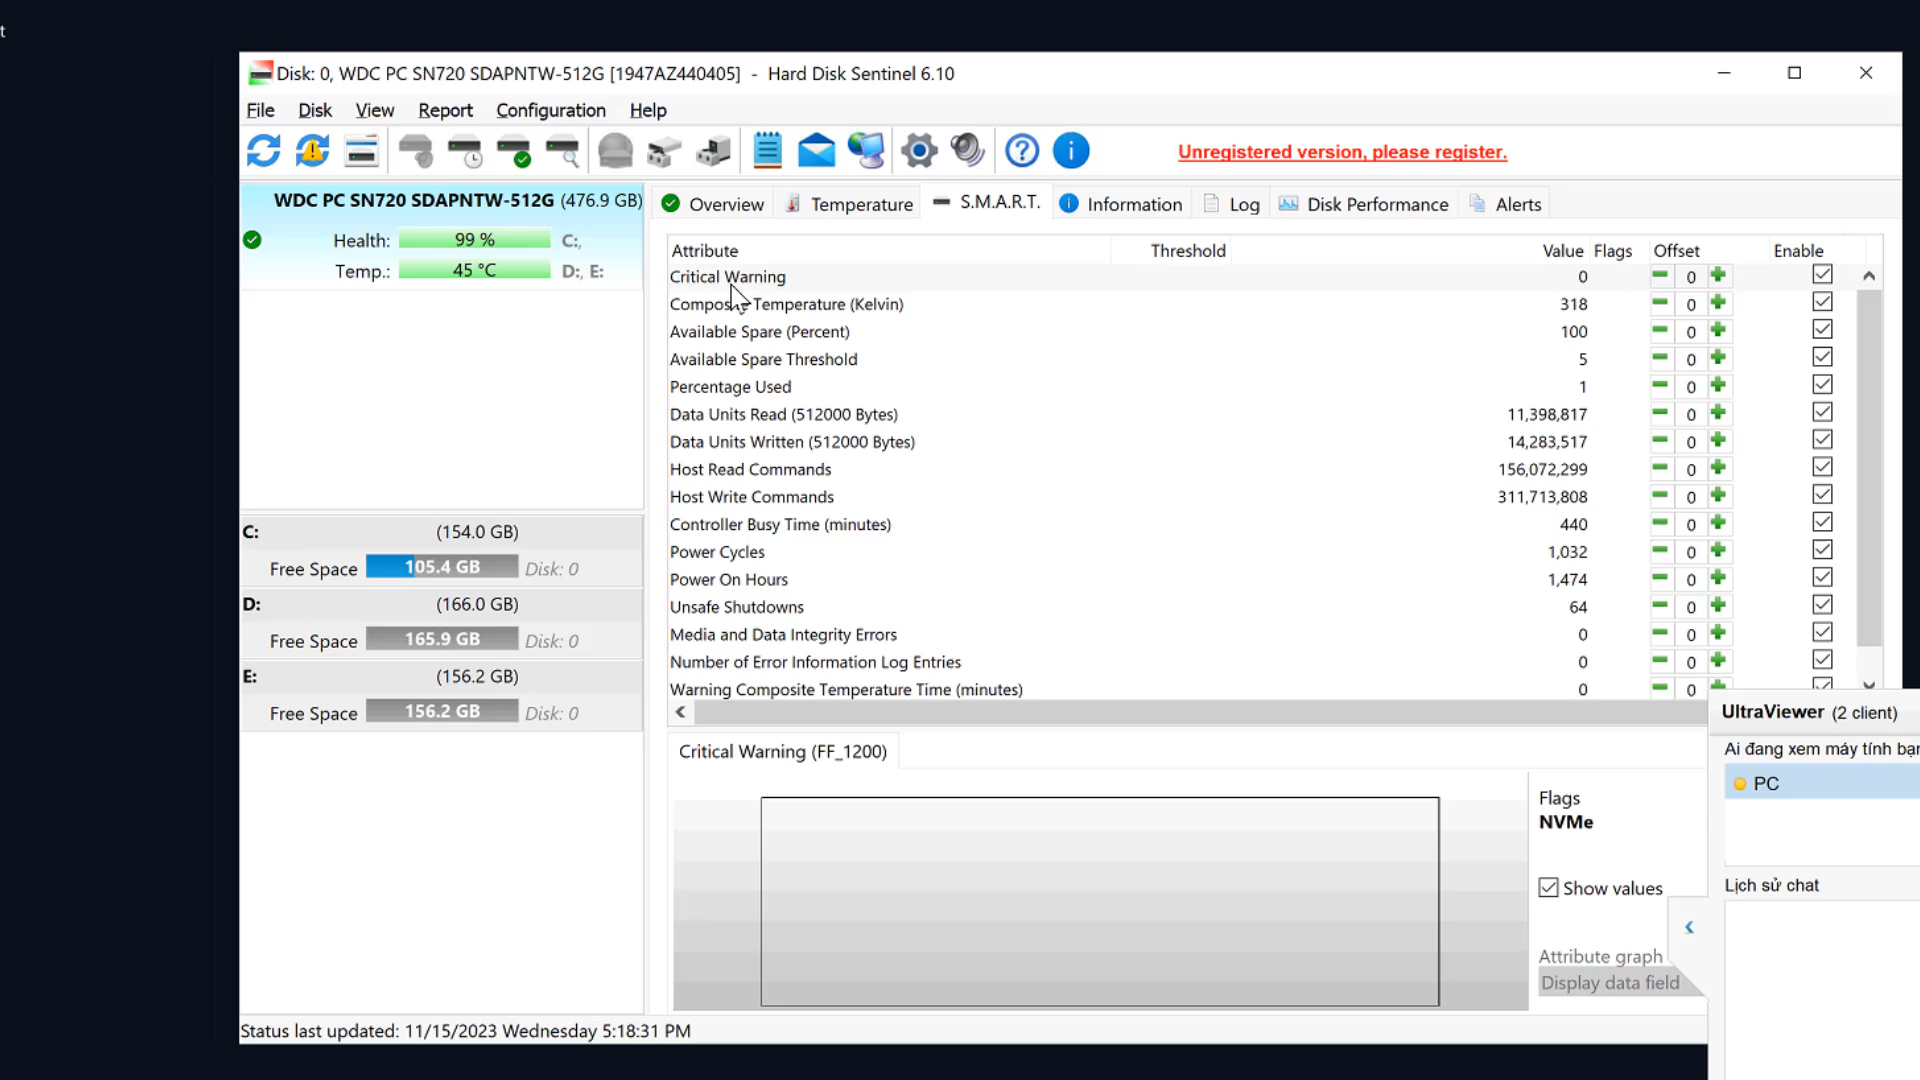 t
Disk: 0, WDC PC SN720 SDAPNTW-512G [1947AZ440405] - Hard Disk Sentinel 6.10
File Disk View Report Configuration Help
Unregistered version, please register.
WDC PC SN720 SDAPNTW-512G (476.9 GB)
Health: 99 % C:,
Temp.: 45 °C D:, E:
C: (154.0 GB)
Free Space 105.4 GB Disk: 0
D: (166.0 GB)
Free Space 165.9 GB Disk: 0
E: (156.2 GB)
Free Space 156.2 GB Disk: 0
Overview Temperature S.M.A.R.T. Information Log Disk Performance Alerts
Attribute Threshold Value Flags Offset Enable
Critical Warning 0 0
Composite Temperature (Kelvin) 318 0
Available Spare (Percent) 100 0
Available Spare Threshold 5 0
Percentage Used 1 0
Data Units Read (512000 Bytes) 11,398,817 0
Data Units Written (512000 Bytes) 14,283,517 0
Host Read Commands 156,072,299 0
Host Write Commands 311,713,808 0
Controller Busy Time (minutes) 440 0
Power Cycles 1,032 0
Power On Hours 1,474 0
Unsafe Shutdowns 64 0
Media and Data Integrity Errors 0 0
Number of Error Information Log Entries 0 0
Warning Composite Temperature Time (minutes) 0 0
Critical Warning (FF_1200)
Flags
NVMe
Show values
Attribute graph
Display data field
UltraViewer (2 client)
Ai đang xem máy tính bạn
PC
Lịch sử chat
Status last updated: 11/15/2023 Wednesday 5:18:31 PM